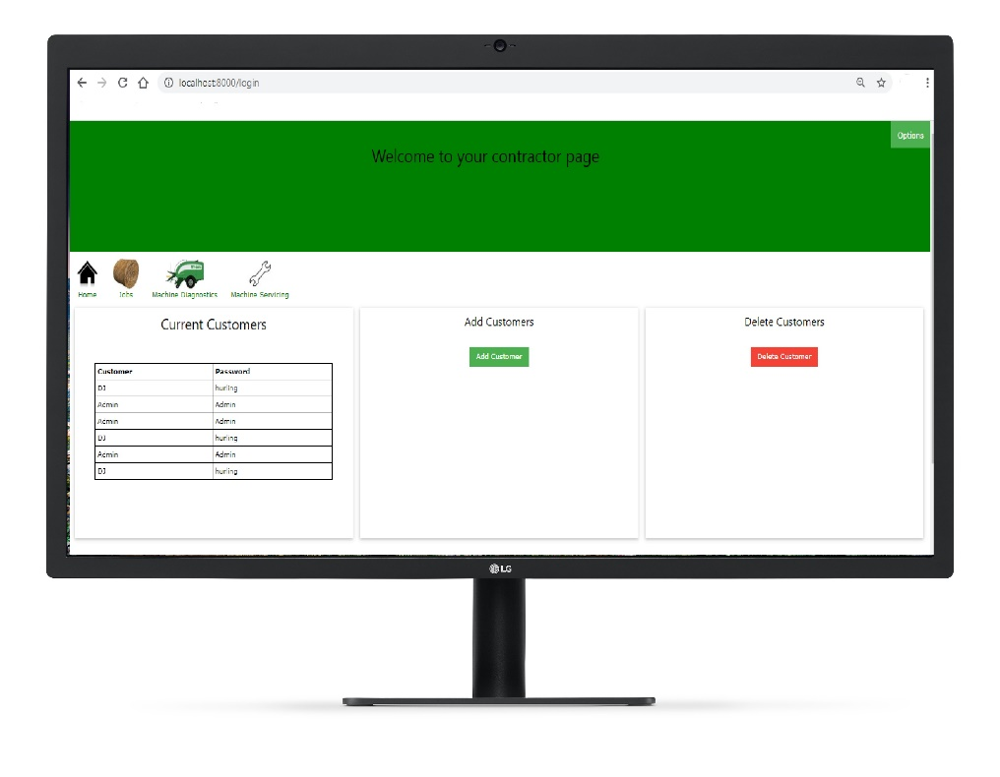 localhost:8000/login
Options
Welcome to your contractor page
Home
Jobs
Machine Diagnostics
Machine Servicing
Current Customers
Customer Password
DJ hurling
Admin Admin
Admin Admin
DJ hurling
Admin Admin
DJ hurling
Add Customers
Add Customer
Delete Customers
Delete Customer
LG